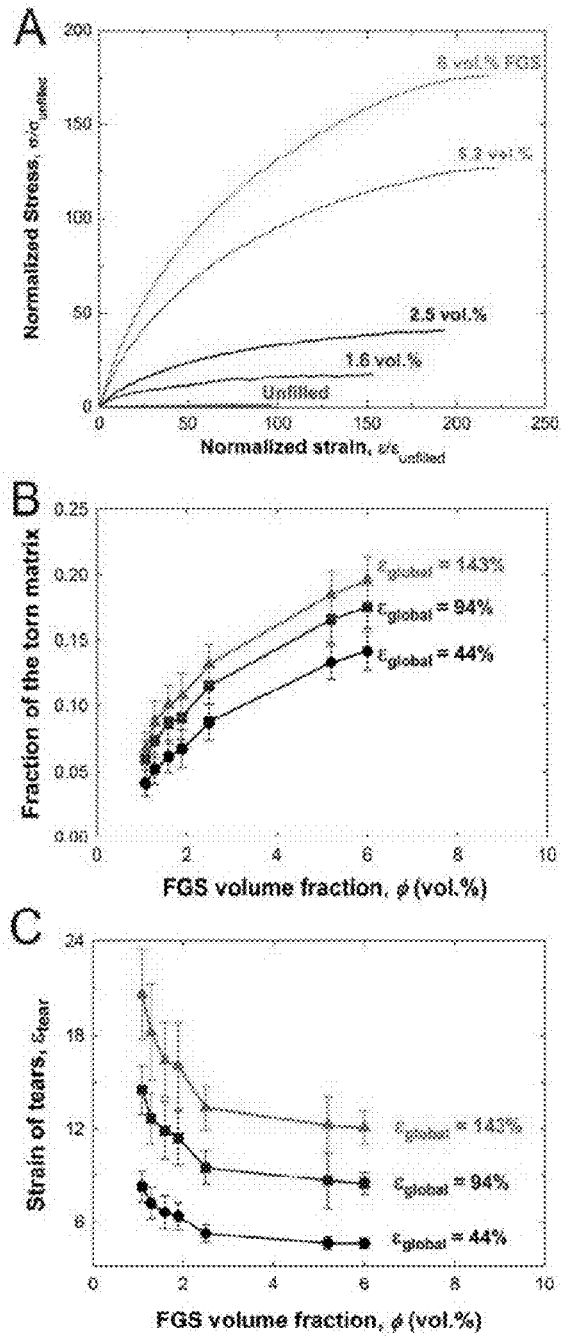 A
200
175
150
100
50
0
Normalized Stress, σ/σunfilled
6 vol.% FGS
5.2 vol.%
2.5 vol.%
1.6 vol.%
Unfilled
0 50 100 150 200 250
Normalized strain, ε/εunfilled
B
0.25
0.20
0.15
0.10
0.05
0.00
Fraction of the torn matrix
εglobal = 143%
εglobal = 94%
εglobal = 44%
0 2 4 6 8 10
FGS volume fraction, ϕ (vol.%)
C
24
18
12
6
Strain of tears, εtear
εglobal = 143%
εglobal = 94%
εglobal = 44%
0 2 4 6 8 10
FGS volume fraction, ϕ (vol.%)